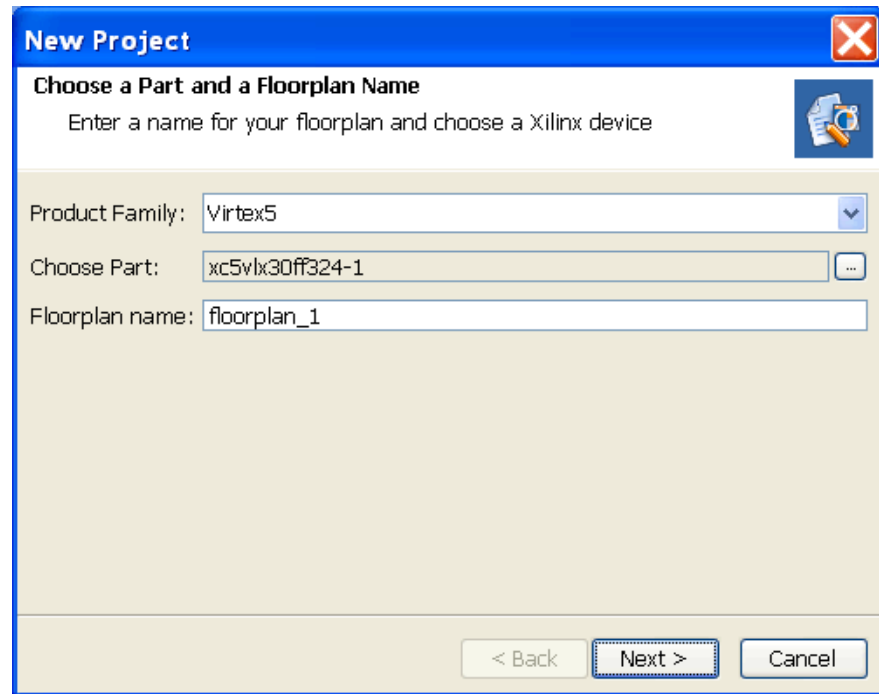 New Project
Choose a Part and a Floorplan Name
Enter a name for your floorplan and choose a Xilinx device
Product Family: Virtex5
Choose Part: xc5vlx30ff324-1 ...
Floorplan name: floorplan_1
< Back Next > Cancel